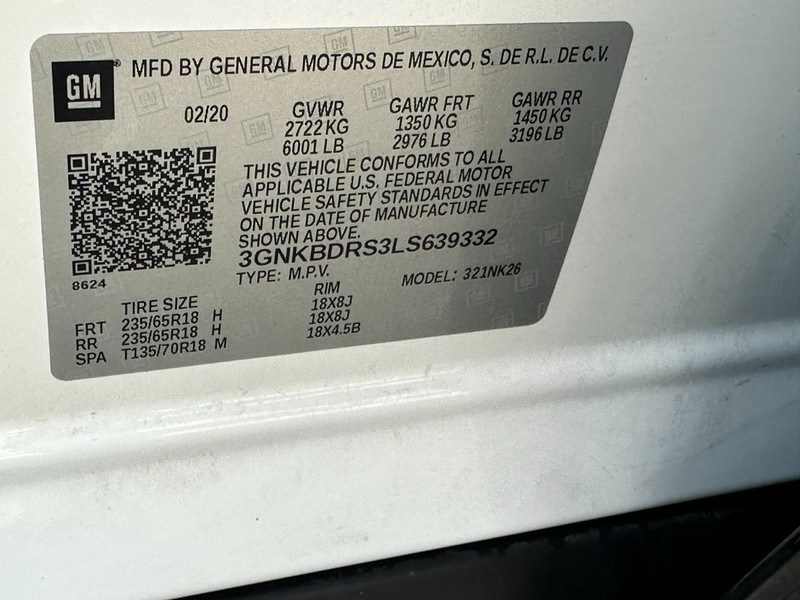 GM
MFD BY GENERAL MOTORS DE MEXICO, S. DE R.L. DE C.V.
02/20 GVWR GAWR FRT GAWR RR
2722 KG 1350 KG 1450 KG
6001 LB 2976 LB 3196 LB
THIS VEHICLE CONFORMS TO ALL
APPLICABLE U.S. FEDERAL MOTOR
VEHICLE SAFETY STANDARDS IN EFFECT
ON THE DATE OF MANUFACTURE
SHOWN ABOVE.
3GNKBDRS3LS639332
8624
TYPE: M.P.V. MODEL: 321NK26
TIRE SIZE RIM
FRT 235/65R18 H 18X8J
RR 235/65R18 H 18X8J
SPA T135/70R18 M 18X4.5B